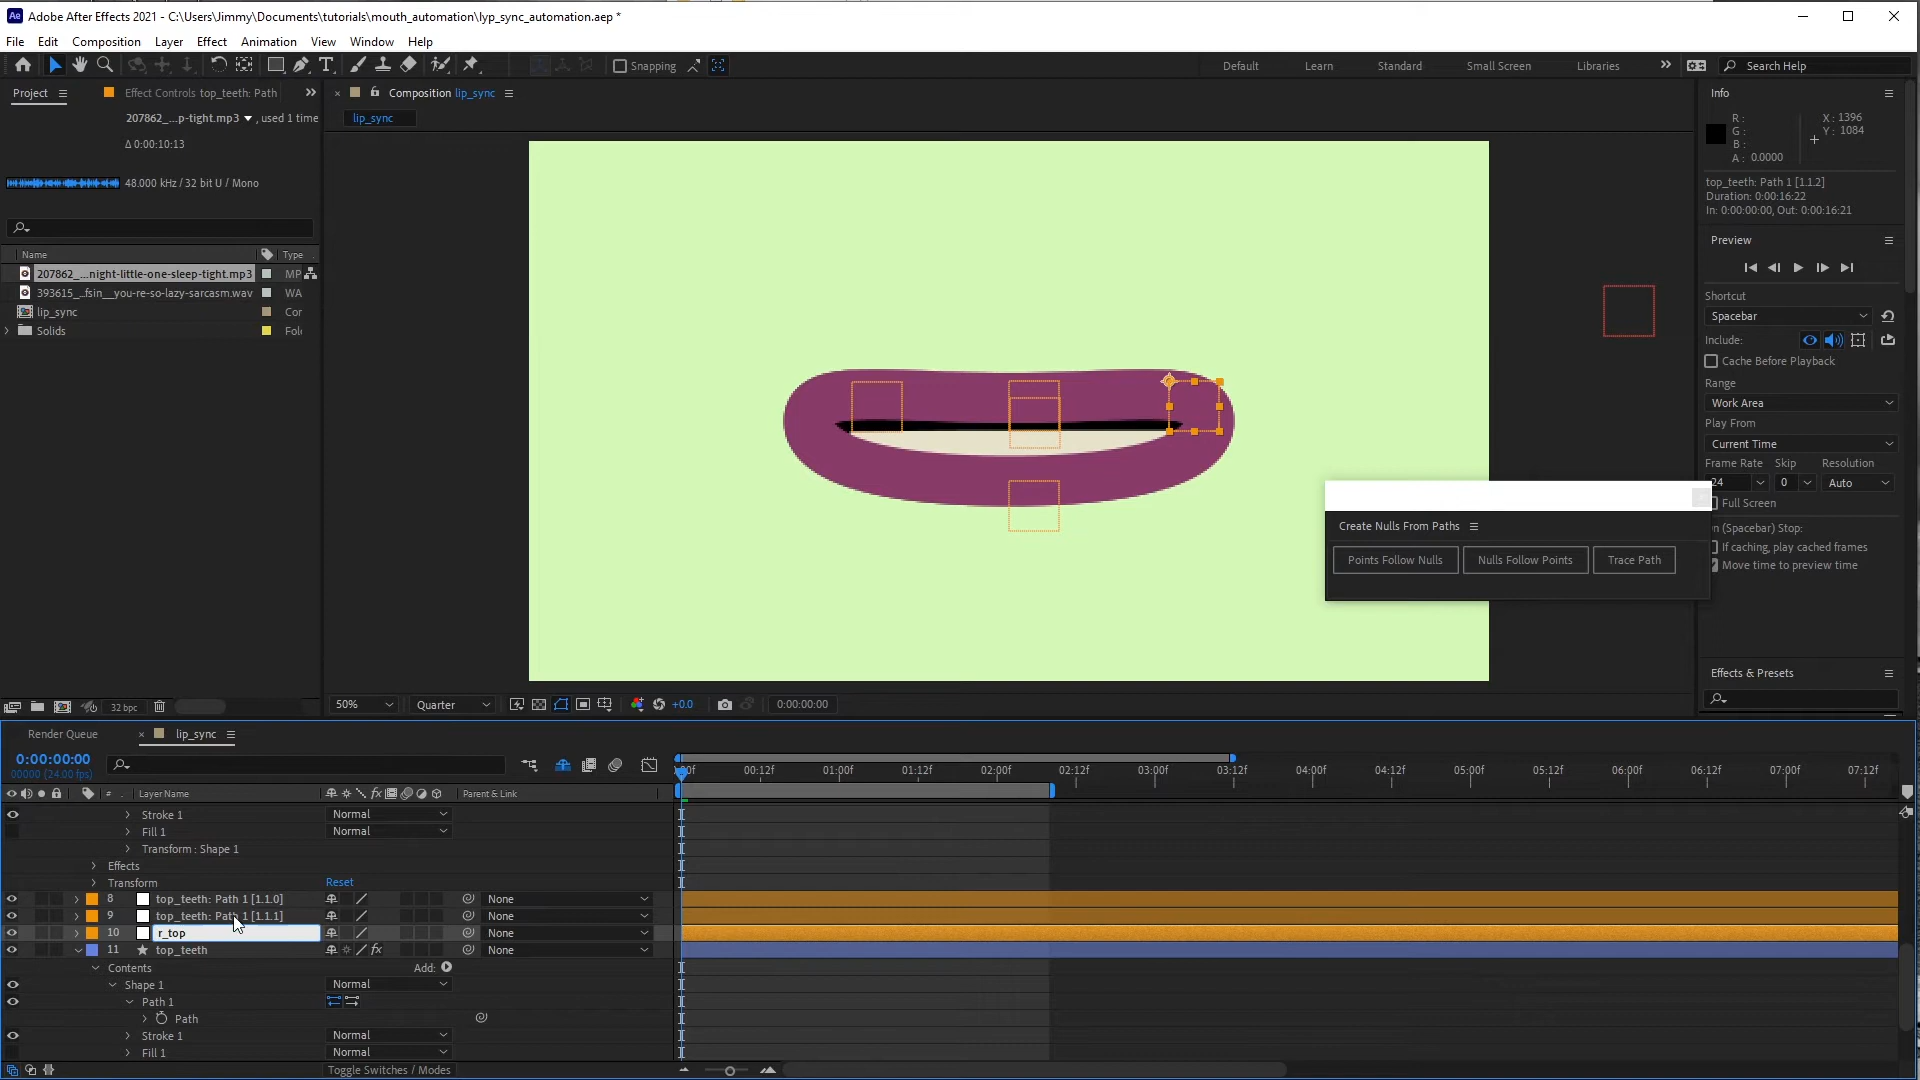 Adobe After Effects 2021 - C:\Users\Jimmy\Documents\tutorials\mouth_automation\lyp_sync_automation.aep *
File Edit Composition Layer Effect Animation View Window Help
Snapping
Default Learn Standard Small Screen Libraries
Search Help
Project
Effect Controls top_teeth: Path
207862_...p-tight.mp3 , used 1 time
Δ 0:00:10:13
48.000 kHz / 32 bit U / Mono
Name Type
207862_...night-little-one-sleep-tight.mp3 MP
393615_...fsin__you-re-so-lazy-sarcasm.wav WA
lip_sync Cor
Solids Fol
32 bpc
Composition lip_sync
lip_sync
50% Quarter +0.0 0:00:00:00
Create Nulls From Paths
Points Follow Nulls Nulls Follow Points Trace Path
Info
R :
G :
B :
A : 0.0000
X : 1396
Y : 1084
top_teeth: Path 1 [1.1.2]
Duration: 0:00:16:22
In: 0:00:00:00, Out: 0:00:16:21
Preview
Shortcut
Spacebar
Include:
Cache Before Playback
Range
Work Area
Play From
Current Time
Frame Rate Skip Resolution
24 0 Auto
Full Screen
On (Spacebar) Stop:
If caching, play cached frames
Move time to preview time
Effects & Presets
Render Queue
lip_sync
0:00:00:00
00000 (24.00 fps)
00f 00:12f 01:00f 01:12f 02:00f 02:12f 03:00f 03:12f 04:00f 04:12f 05:00f 05:12f 06:00f 06:12f 07:00f 07:12f
# Layer Name Parent & Link
Stroke 1 Normal
Fill 1 Normal
Transform : Shape 1
Effects
Transform Reset
8 top_teeth: Path 1 [1.1.0] None
9 top_teeth: Path 1 [1.1.1] None
10 r_top None
11 top_teeth None
Contents Add:
Shape 1 Normal
Path 1
Path
Stroke 1 Normal
Fill 1 Normal
Toggle Switches / Modes